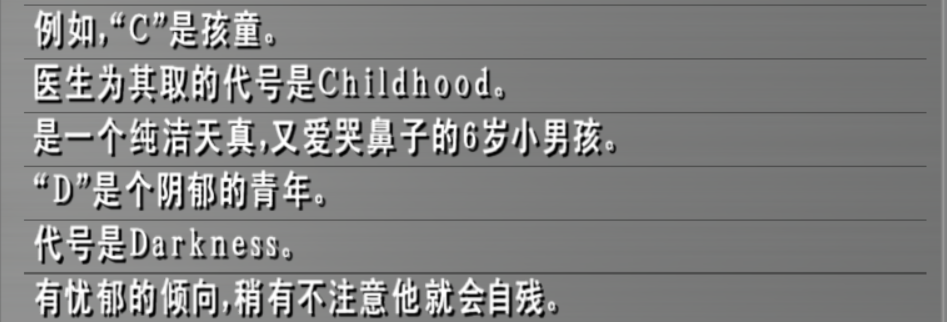 例如,“C”是孩童。
医生为其取的代号是Childhood。
是一个纯洁天真,又爱哭鼻子的6岁小男孩。
“D”是个阴郁的青年。
代号是Darkness。
有忧郁的倾向,稍有不注意他就会自残。